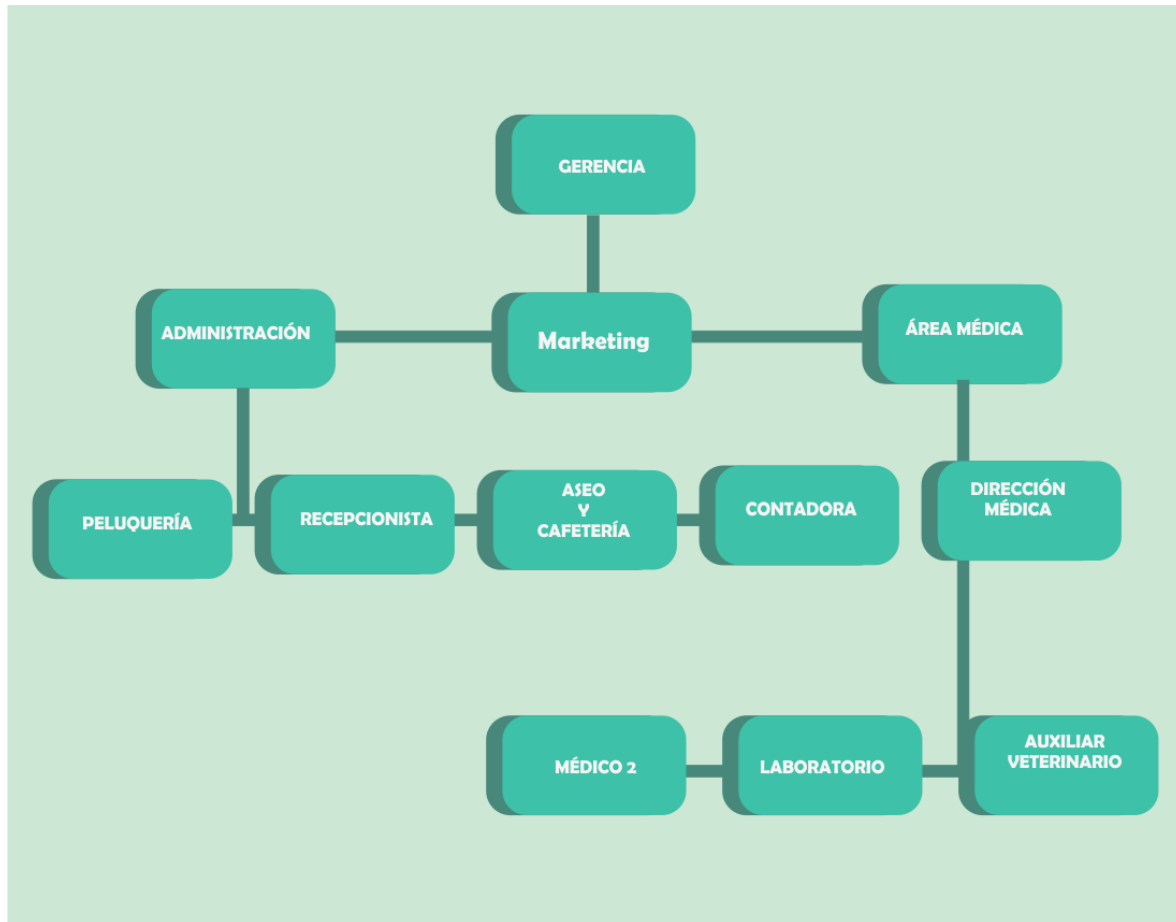 GERENCIA
ADMINISTRACIÓN
Marketing
ÁREA MÉDICA
PELUQUERÍA
RECEPCIONISTA
ASEO
Y
CAFETERÍA
CONTADORA
DIRECCIÓN
MÉDICA
MÉDICO 2
LABORATORIO
AUXILIAR
VETERINARIO